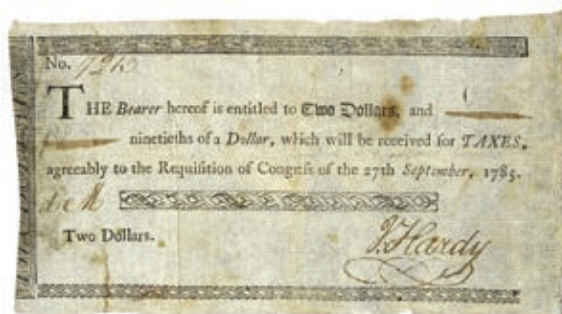 No. 7213
THE Bearer hereof is entitled to Two Dollars, and
ninetieths of a Dollar, which will be received for TAXES,
agreeably to the Requisition of Congress of the 27th September, 1785.
Two Dollars.
J. Hardy